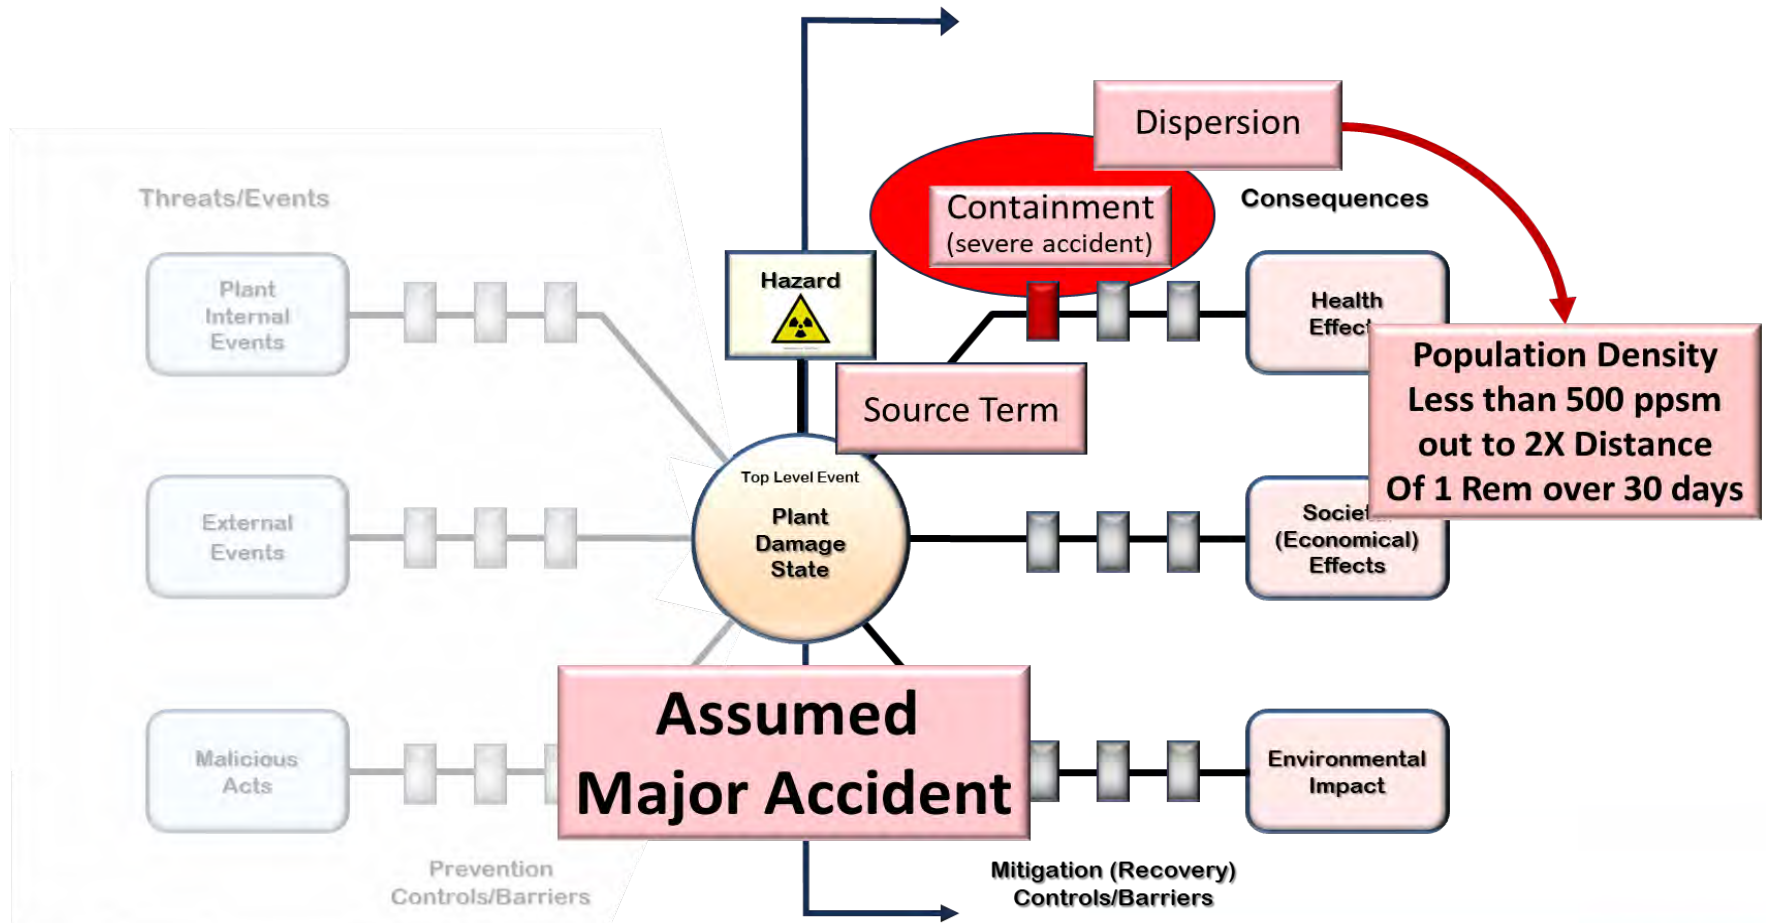 Dispersion
Threats/Events
Containment
(severe accident)
Consequences
Plant
Internal
Events
Hazard
Health
Effec
Population Density
Less than 500 ppsm
out to 2X Distance
Of 1 Rem over 30 days
Source Term
Top Level Event
Plant
Damage
State
External
Events
Societa
(Economical)
Effects
Malicious
Acts
Assumed
Major Accident
Environmental
Impact
Prevention
Controls/Barriers
Mitigation (Recovery)
Controls/Barriers